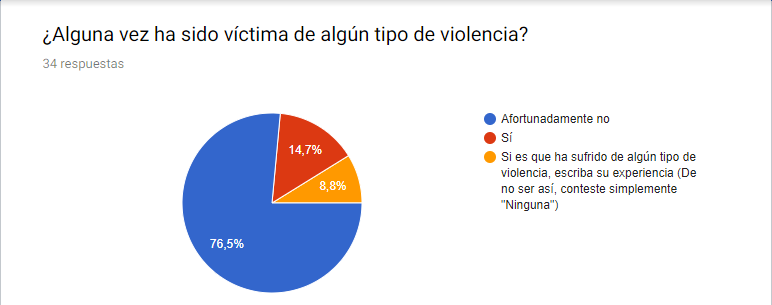 ¿Alguna vez ha sido víctima de algún tipo de violencia?
34 respuestas
14,7%
8,8%
76,5%
Afortunadamente no
Sí
Si es que ha sufrido de algún tipo de
violencia, escriba su experiencia (De
no ser así, conteste simplemente
"Ninguna")